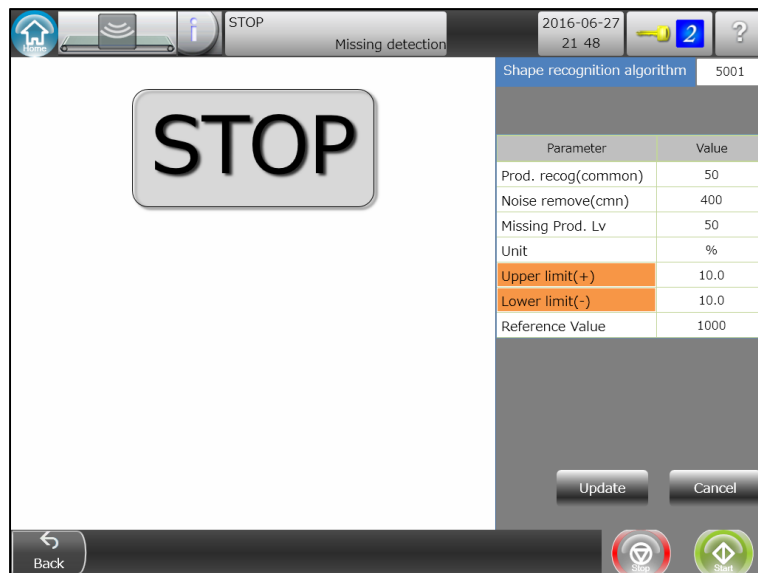 Home
i
STOP
Missing detection
2016-06-27
21 48
2
?
STOP
Shape recognition algorithm 5001
Parameter Value
Prod. recog(common) 50
Noise remove(cmn) 400
Missing Prod. Lv 50
Unit %
Upper limit(+) 10.0
Lower limit(-) 10.0
Reference Value 1000
Update Cancel
Back
Stop Start